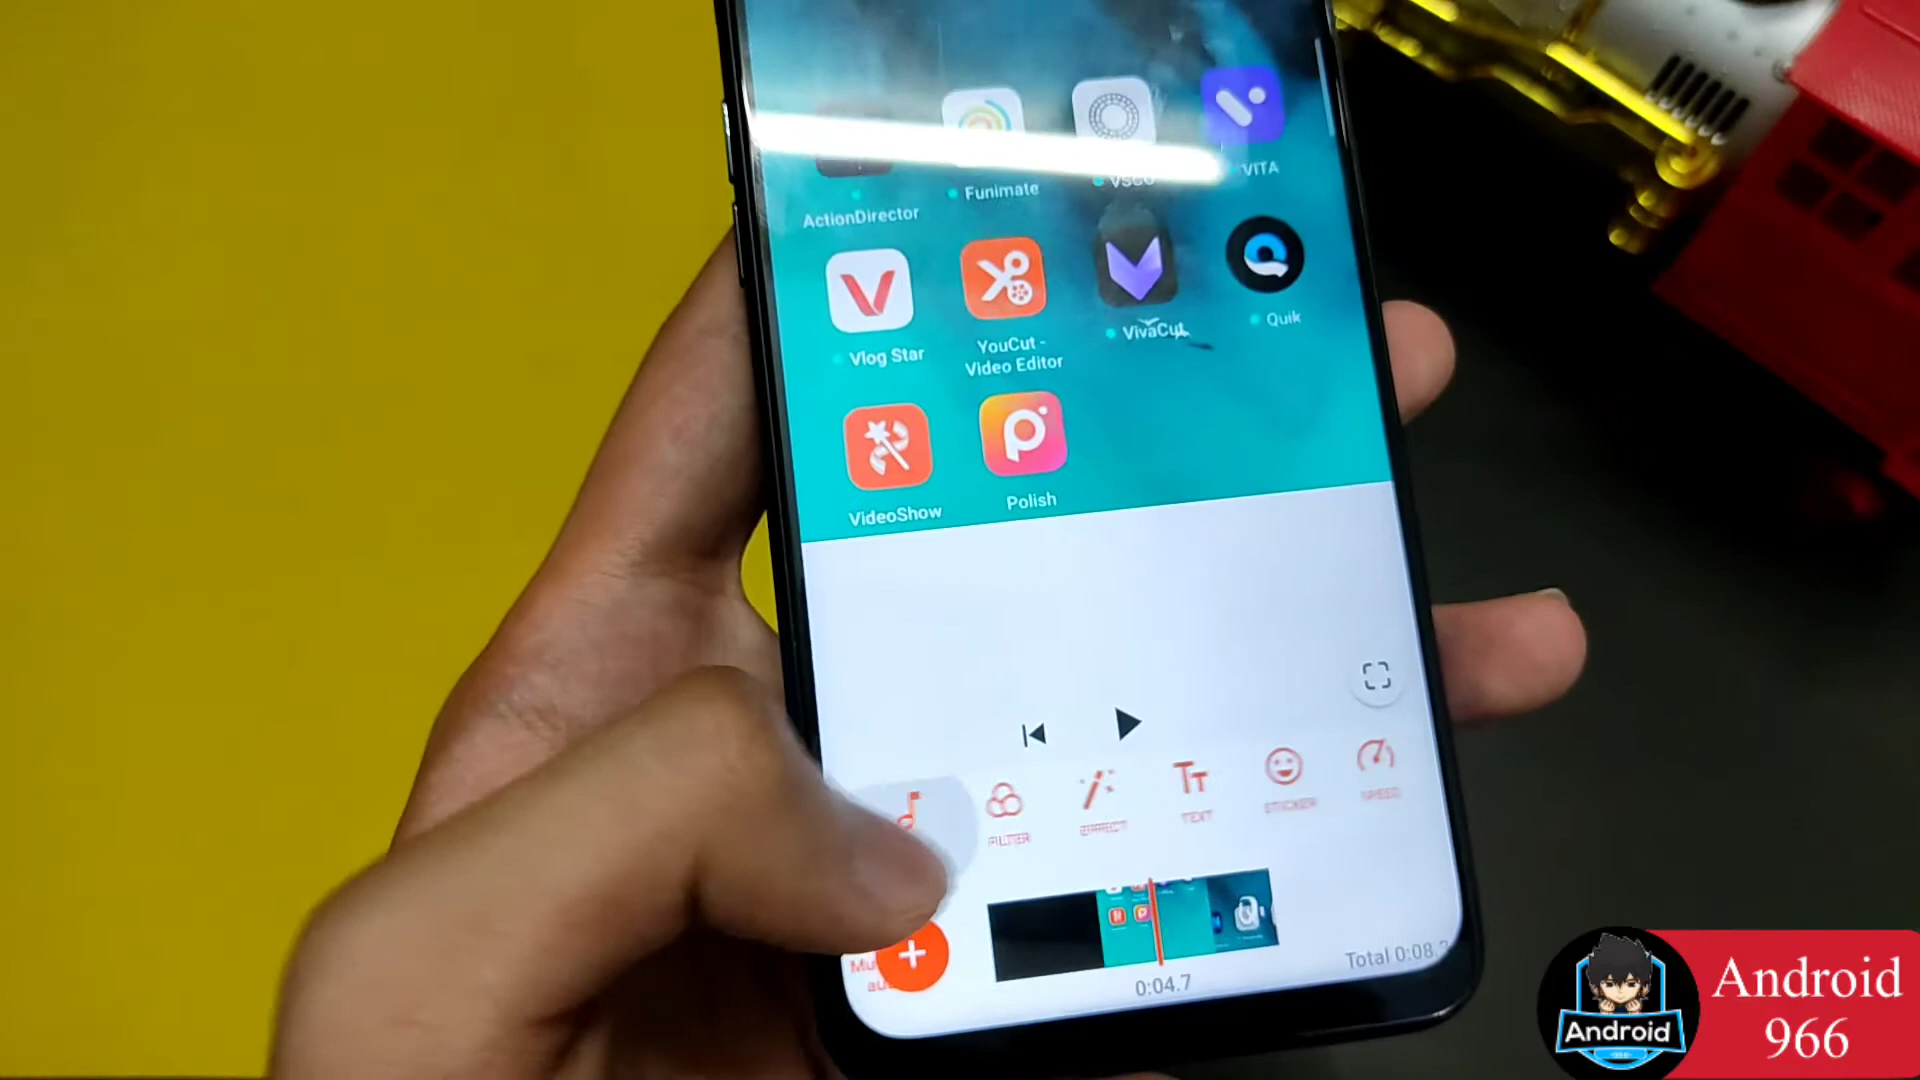 VITA
Funimate
VSCO
ActionDirector
Quik
VivaCut
Vlog Star
YouCut -
Video Editor
Polish
VideoShow
SPEED
STICKER
TEXT
EFFECT
FILTER
Total 0:08.
0:04.7
Android
Android
966